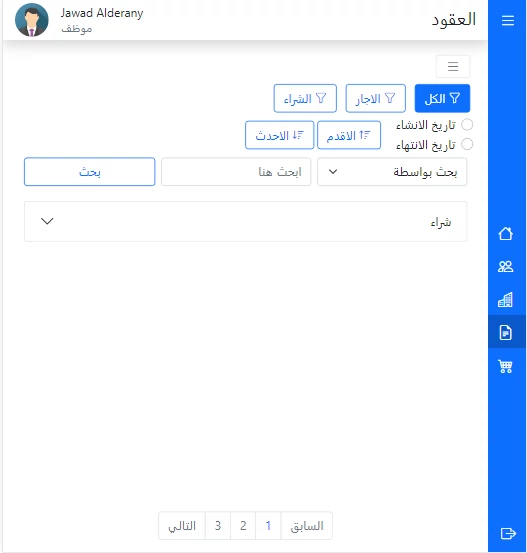 العقود
Jawad Alderany
موظف
الكل
الاجار
الشراء
تاريخ الانشاء
تاريخ الانتهاء
الاقدم
الاحدث
بحث بواسطة
ابحث هنا
بحث
شراء
السابق 1 2 3 التالي